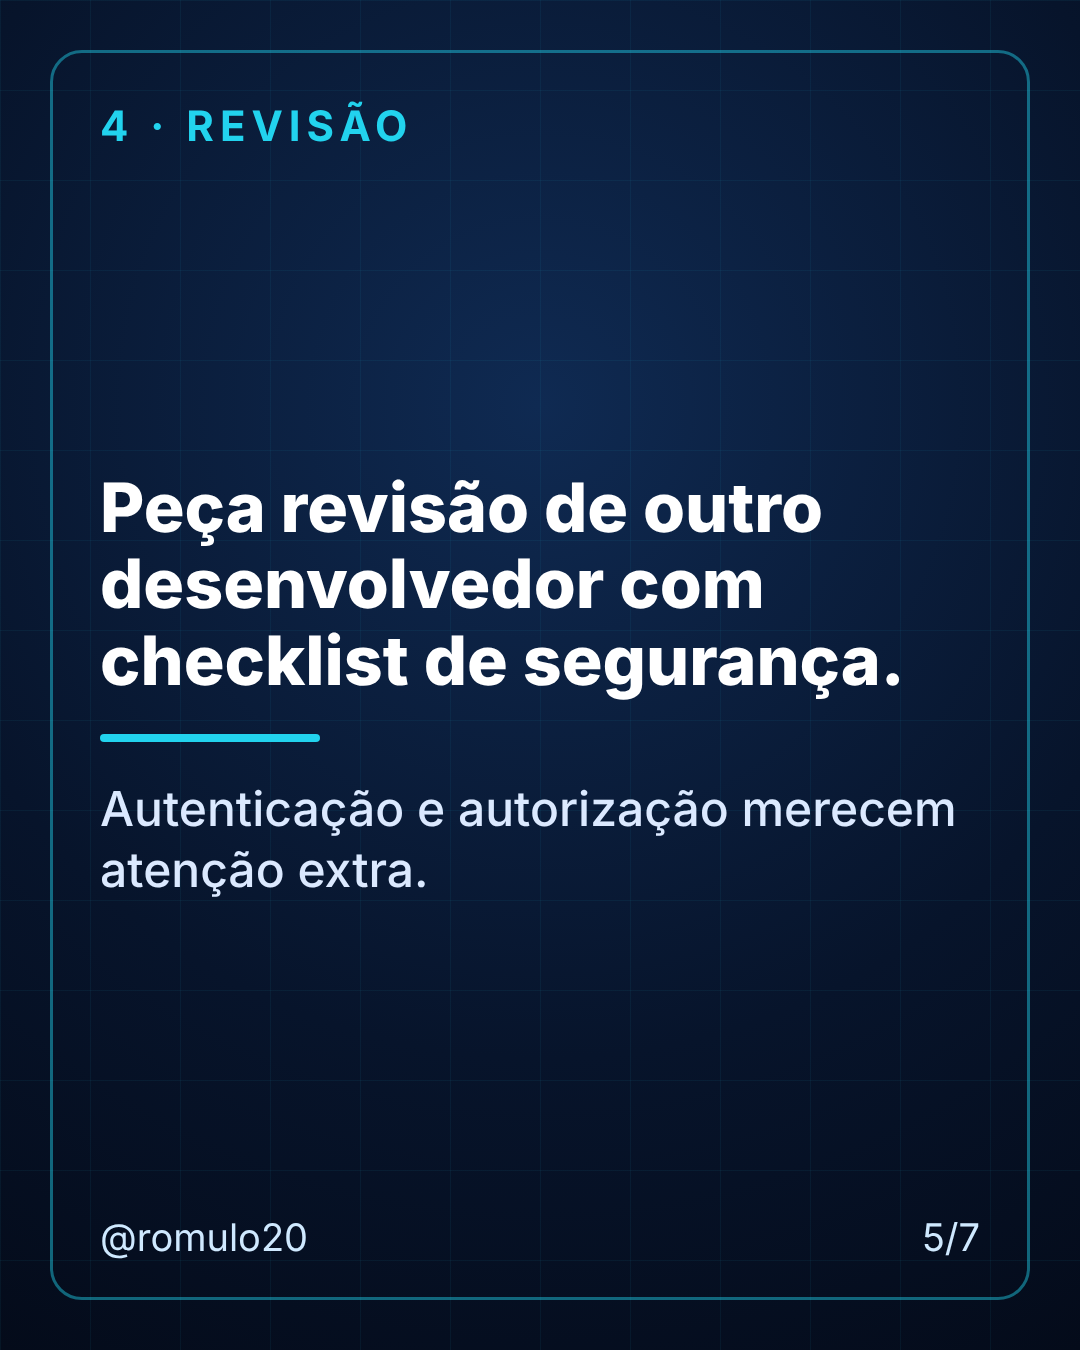 4 · REVISÃO
Peça revisão de outro
desenvolvedor com
checklist de segurança.
Autenticação e autorização merecem
atenção extra.
@romulo20
5/7